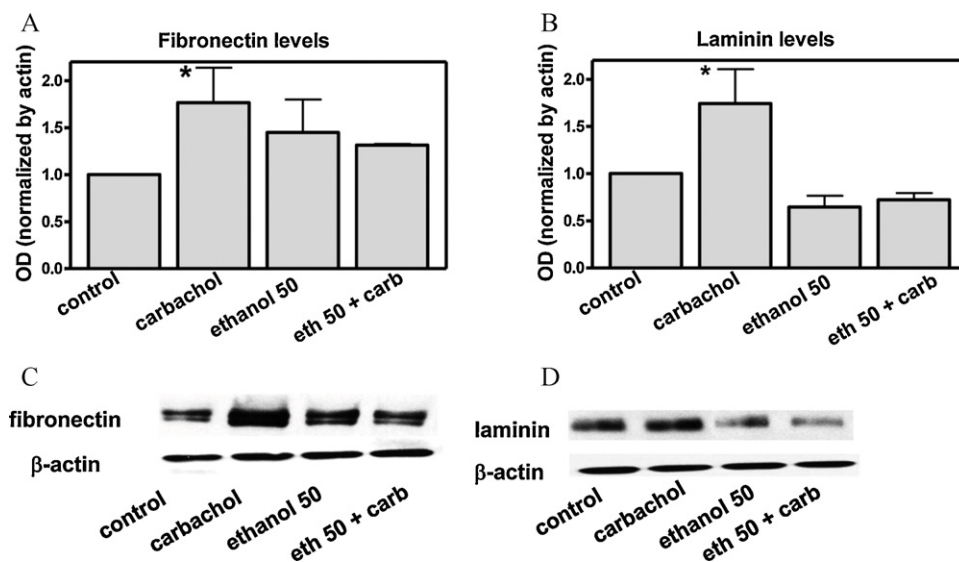 A
Fibronectin levels
OD (normalized by actin)
2.0
1.5
1.0
0.5
0.0
*
control
carbachol
ethanol 50
eth 50 + carb
B
Laminin levels
OD (normalized by actin)
2.0
1.5
1.0
0.5
0.0
*
control
carbachol
ethanol 50
eth 50 + carb
C
fibronectin
β-actin
control
carbachol
ethanol 50
eth 50 + carb
D
laminin
β-actin
control
carbachol
ethanol 50
eth 50 + carb